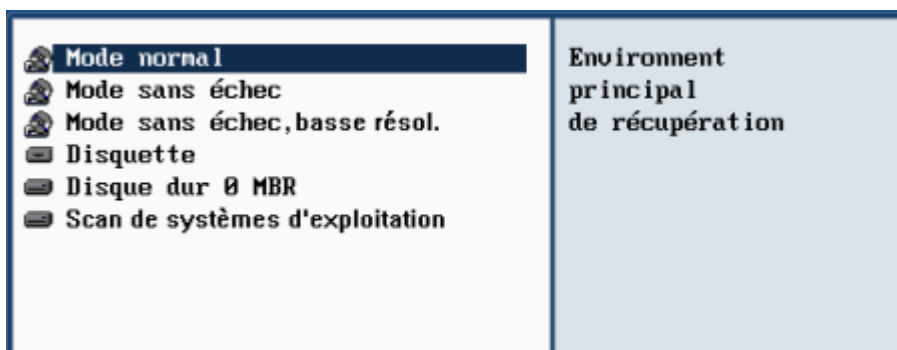 Mode normal
Mode sans échec
Mode sans échec,basse résol.
Disquette
Disque dur 0 MBR
Scan de systèmes d'exploitation
Environnent
principal
de récupération